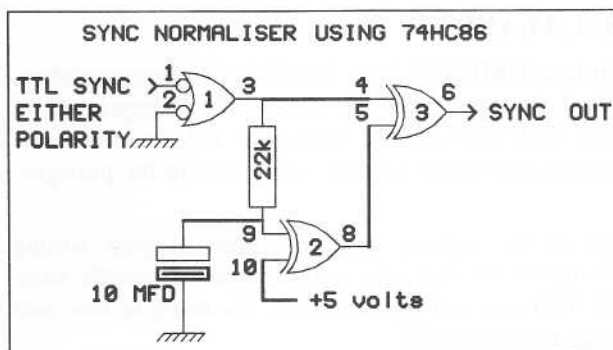 SYNC NORMALISER USING 74HC86
TTL SYNC
EITHER
POLARITY
1
2
1
3
4
5
3
6
SYNC OUT
22k
9
10
2
8
10 MFD
+5 volts